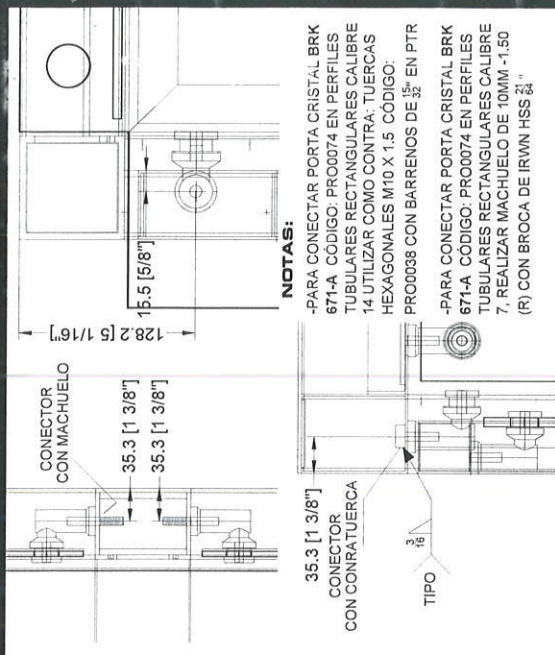 CONECTOR
CON MACHUELO
35.3 [1 3/8"]
35.3 [1 3/8"]
128.2 [5 1/16"]
15.5 [5/8"]
35.3 [1 3/8"]
CONECTOR
CON CONRATUERCA
3/16
TIPO
NOTAS:
-PARA CONECTAR PORTA CRISTAL BRK
671-A CÓDIGO: PRO0074 EN PERFILES
TUBULARES RECTANGULARES CALIBRE
14 UTILIZAR COMO CONTRA: TUERCAS
HEXAGONALES M10 X 1.5 CÓDIGO:
PRO0038 CON BARRENOS DE 15/32" EN PTR
-PARA CONECTAR PORTA CRISTAL BRK
671-A CÓDIGO: PRO0074 EN PERFILES
TUBULARES RECTANGULARES CALIBRE
7, REALIZAR MACHUELO DE 10MM -1.50
(R) CON BROCA DE IRWN HSS 21/64"